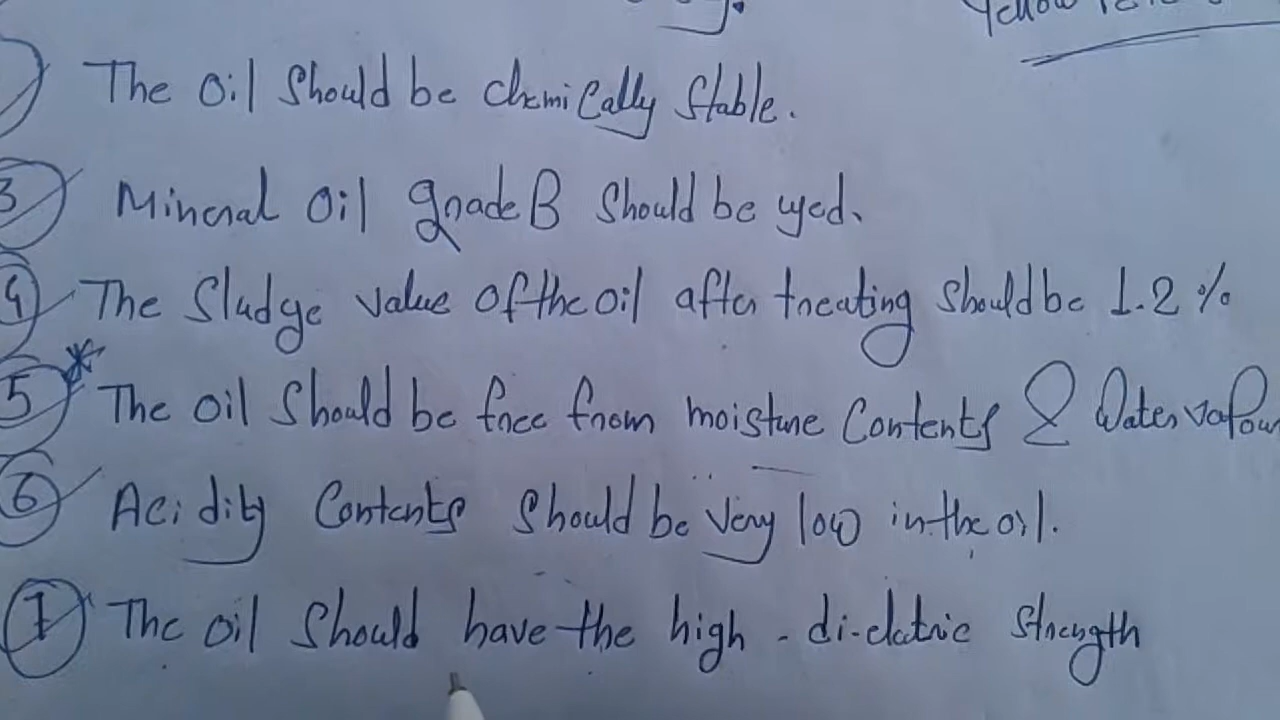 The oil should be chemically stable.
3 Mineral oil grade B should be used.
4 The Sludge value of the oil after treating should be 1.2 %
5 * The oil should be free from moisture Contents & Water vapour
6 Acidity Contents should be very low in the oil.
7 The oil should have the high - di-electric strength